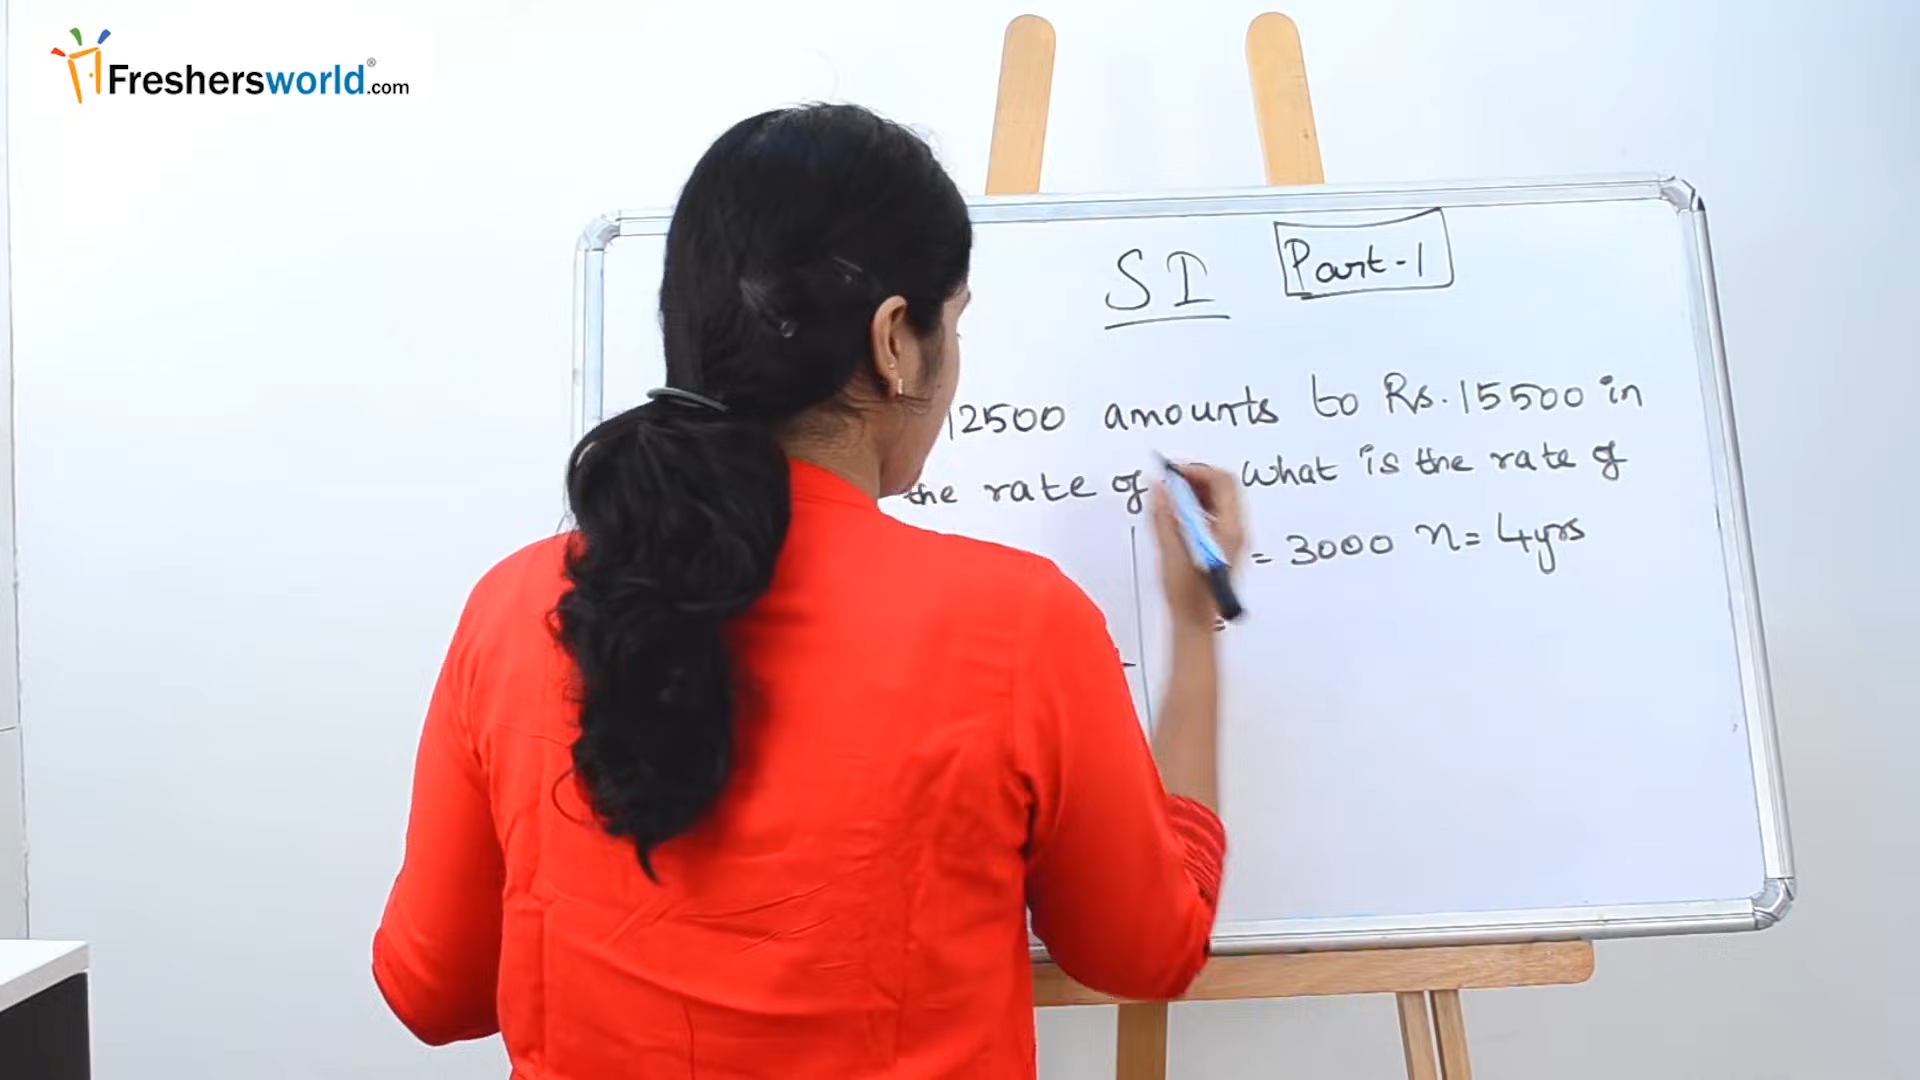 Freshersworld.com
SI Part-1
12500 amounts to Rs.15500 in
the rate of What is the rate of
= 3000 n= 4yrs
=